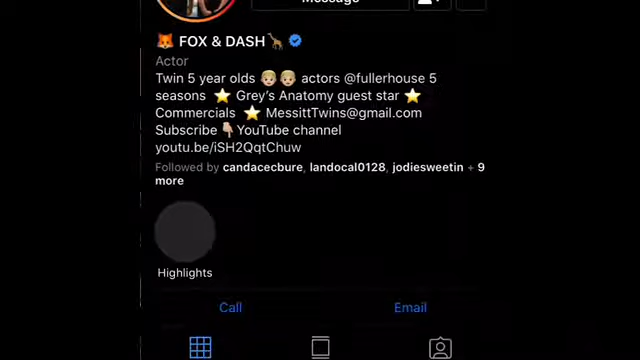 Message
🦊 FOX & DASH🦒
Actor
Twin 5 year olds 👦🏼👦🏼 actors @fullerhouse 5
seasons ⭐ Grey's Anatomy guest star ⭐
Commercials ⭐ MessittTwins@gmail.com
Subscribe 👇🏼YouTube channel
youtu.be/iSH2QqtChuw
Followed by candacecbure, landocal0128, jodiesweetin + 9
more
Highlights
Call Email